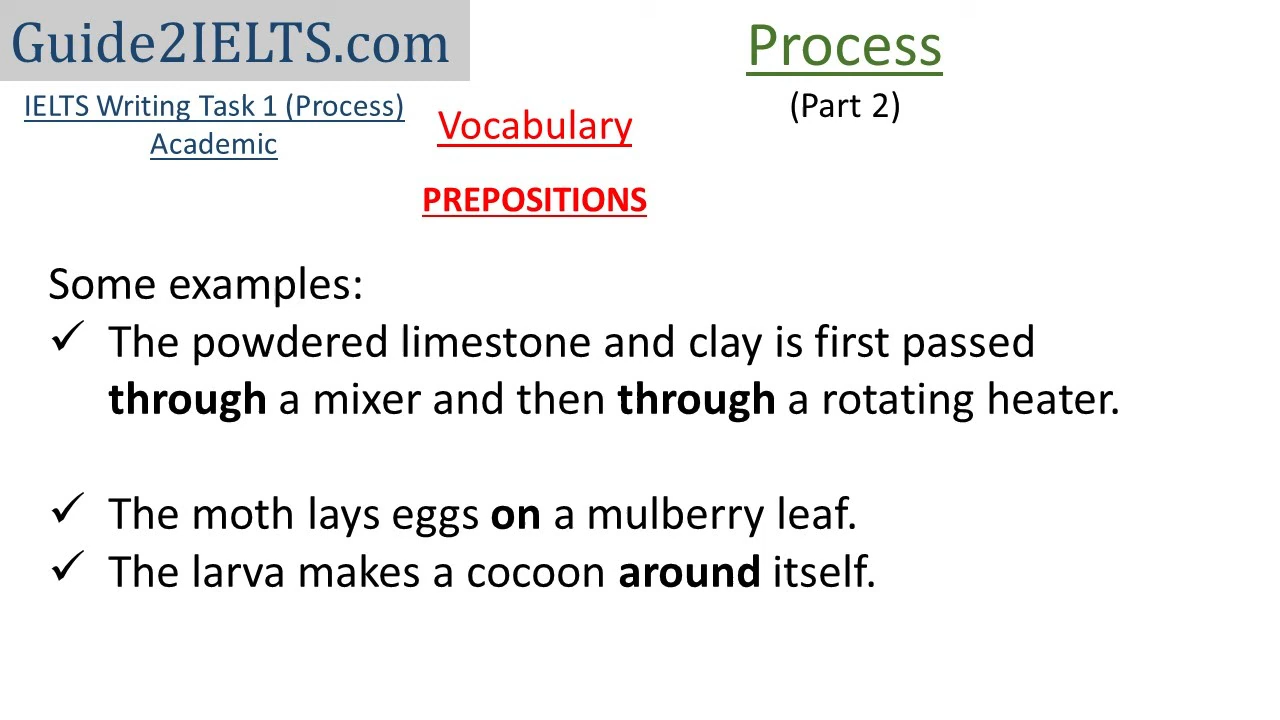 Guide2IELTS.com
Process
IELTS Writing Task 1 (Process)
Academic
(Part 2)
Vocabulary
PREPOSITIONS
Some examples:
✓ The powdered limestone and clay is first passed
through a mixer and then through a rotating heater.
✓ The moth lays eggs on a mulberry leaf.
✓ The larva makes a cocoon around itself.